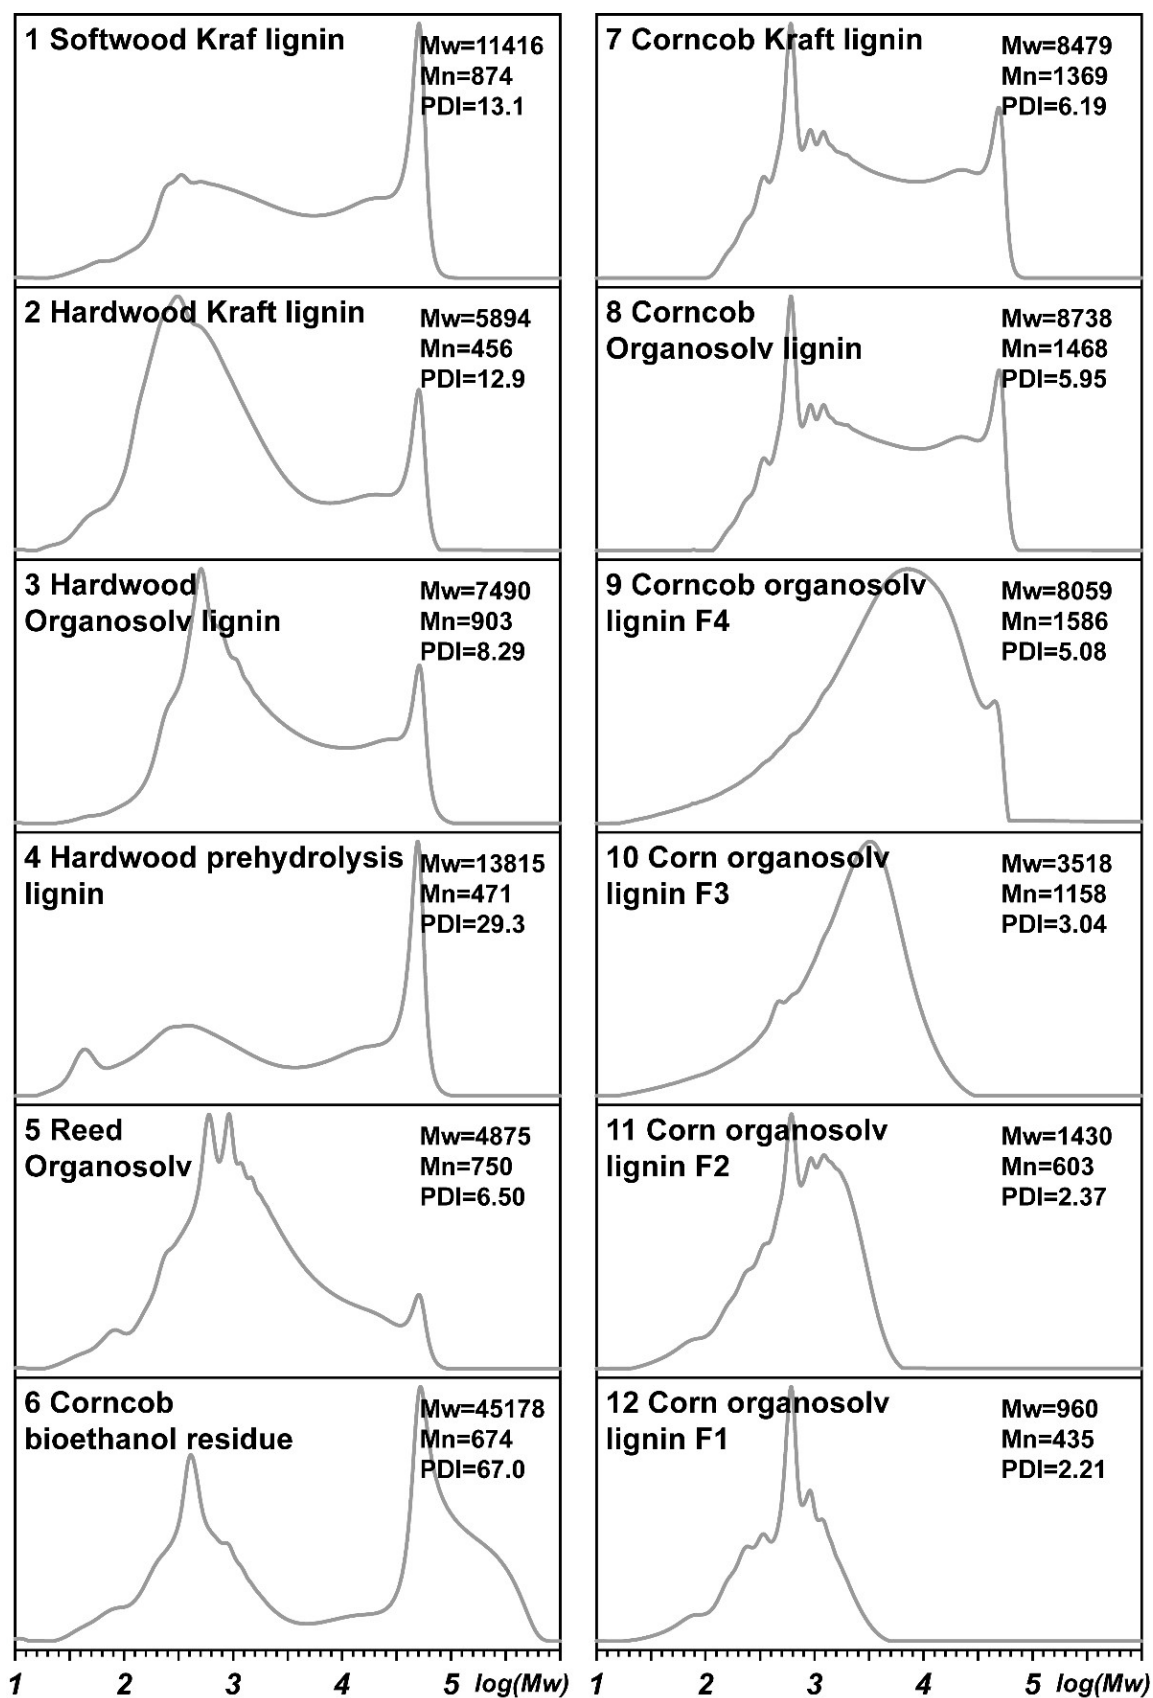 1 Softwood Kraf lignin
Mw=11416
Mn=874
PDI=13.1
2 Hardwood Kraft lignin
Mw=5894
Mn=456
PDI=12.9
3 Hardwood
Organosolv lignin
Mw=7490
Mn=903
PDI=8.29
4 Hardwood prehydrolysis
lignin
Mw=13815
Mn=471
PDI=29.3
5 Reed
Organosolv
Mw=4875
Mn=750
PDI=6.50
6 Corncob
bioethanol residue
Mw=45178
Mn=674
PDI=67.0
1 2 3 4 5 log(Mw)
7 Corncob Kraft lignin
Mw=8479
Mn=1369
PDI=6.19
8 Corncob
Organosolv lignin
Mw=8738
Mn=1468
PDI=5.95
9 Corncob organosolv
lignin F4
Mw=8059
Mn=1586
PDI=5.08
10 Corn organosolv
lignin F3
Mw=3518
Mn=1158
PDI=3.04
11 Corn organosolv
lignin F2
Mw=1430
Mn=603
PDI=2.37
12 Corn organosolv
lignin F1
Mw=960
Mn=435
PDI=2.21
1 2 3 4 5 log(Mw)